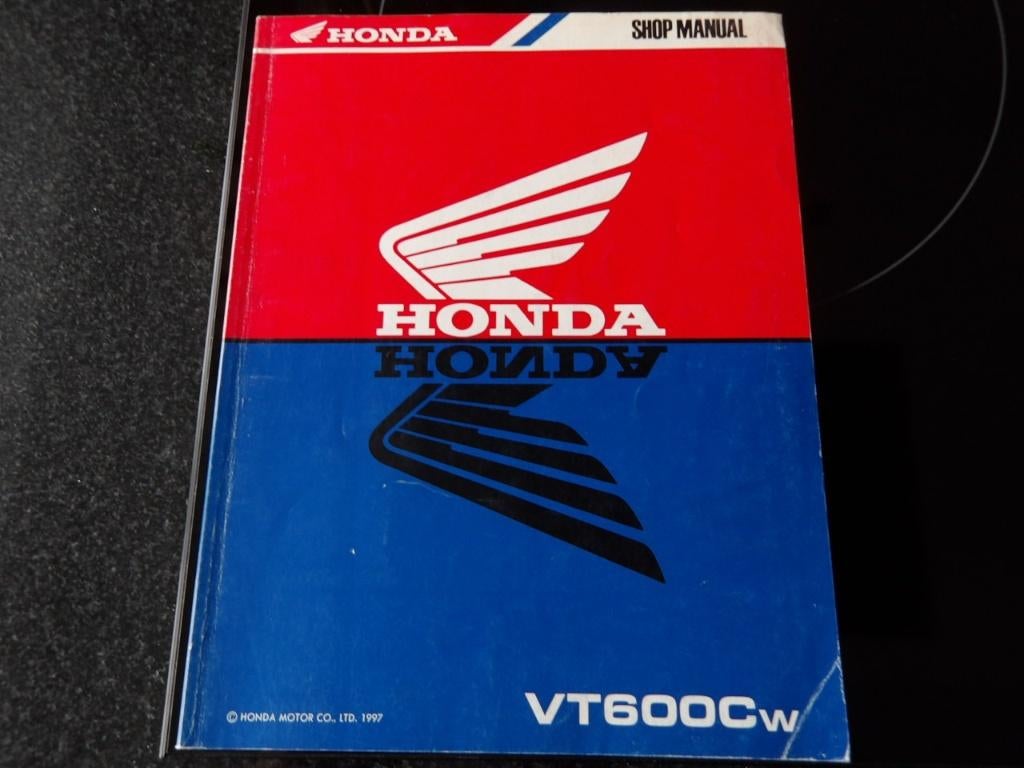 HONDA
SHOP MANUAL
HONDA
HONDA
VT600CW
© HONDA MOTOR CO., LTD. 1997